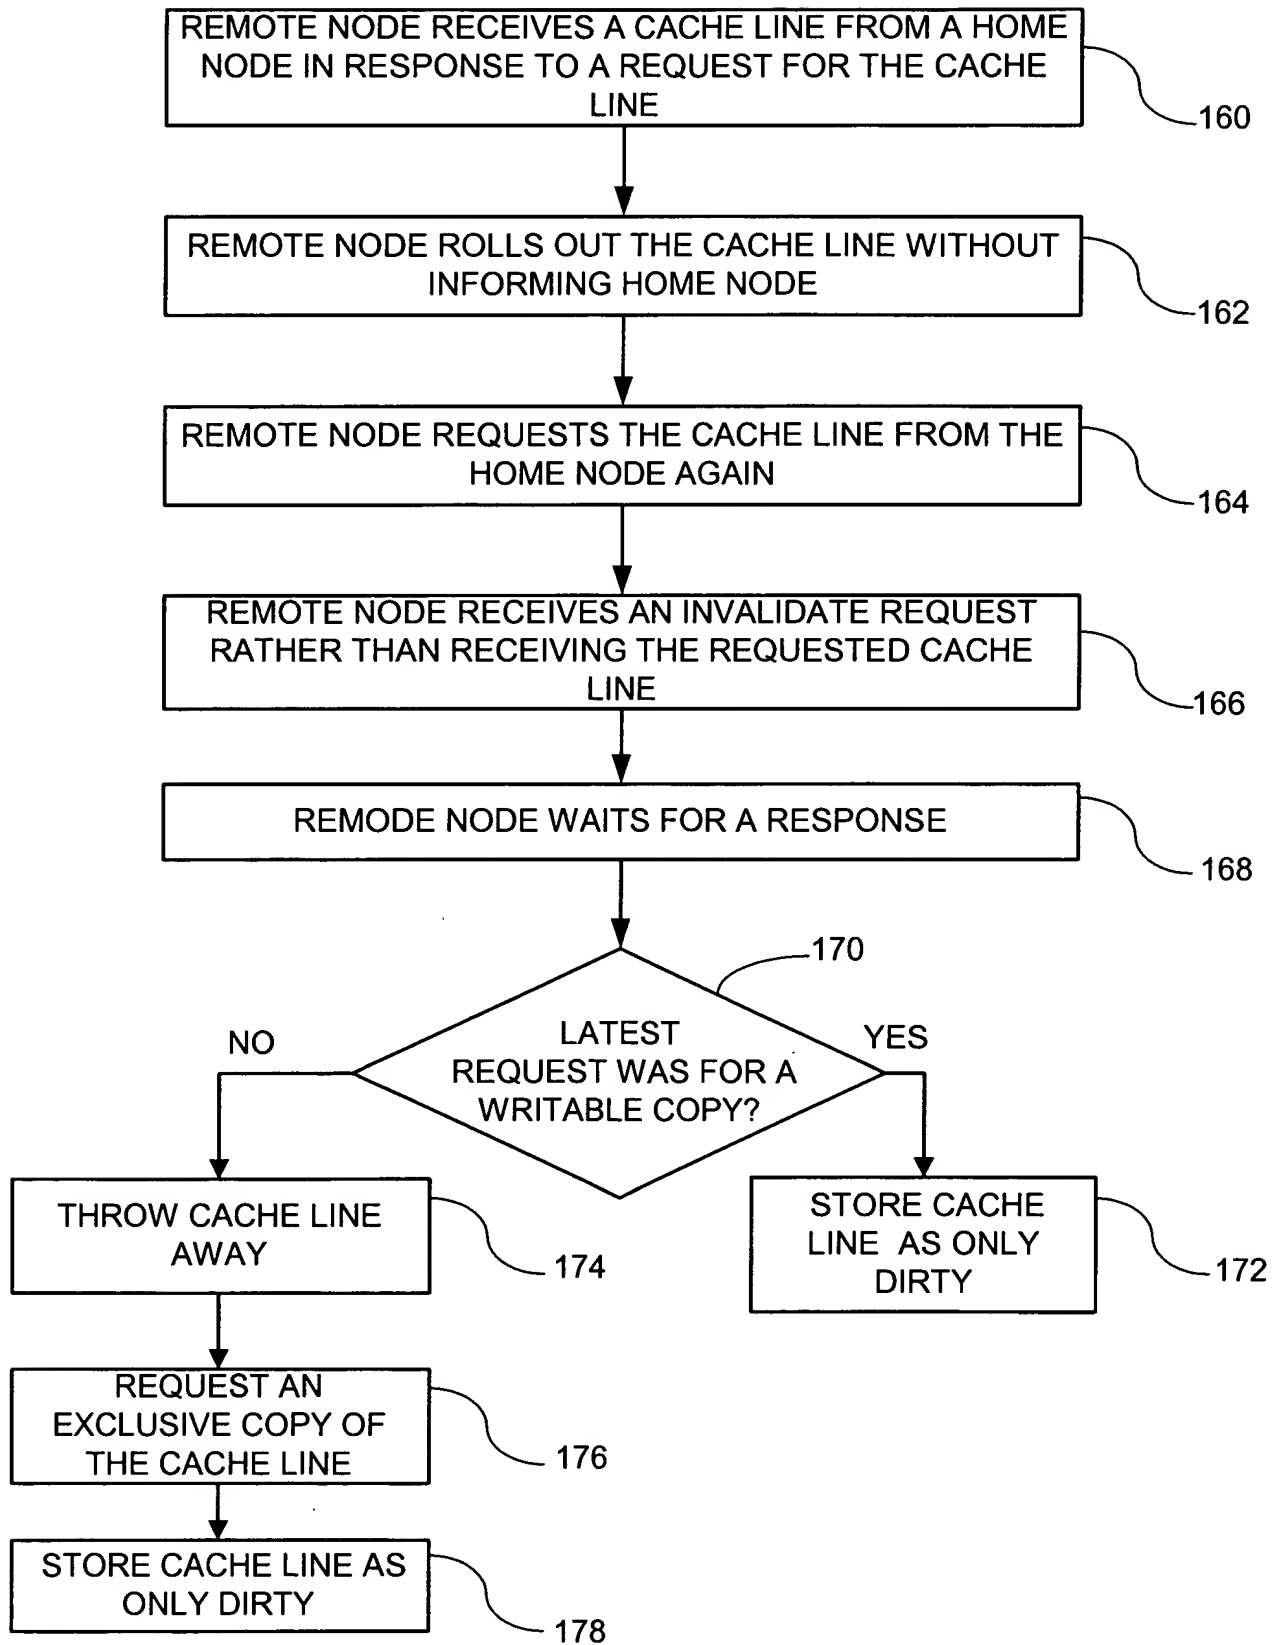 REMOTE NODE RECEIVES A CACHE LINE FROM A HOME
NODE IN RESPONSE TO A REQUEST FOR THE CACHE
LINE
160
REMOTE NODE ROLLS OUT THE CACHE LINE WITHOUT
INFORMING HOME NODE
162
REMOTE NODE REQUESTS THE CACHE LINE FROM THE
HOME NODE AGAIN
164
REMOTE NODE RECEIVES AN INVALIDATE REQUEST
RATHER THAN RECEIVING THE REQUESTED CACHE
LINE
166
REMODE NODE WAITS FOR A RESPONSE
168
170
LATEST
REQUEST WAS FOR A
WRITABLE COPY?
NO
YES
THROW CACHE LINE
AWAY
174
STORE CACHE
LINE AS ONLY
DIRTY
172
REQUEST AN
EXCLUSIVE COPY OF
THE CACHE LINE
176
STORE CACHE LINE AS
ONLY DIRTY
178